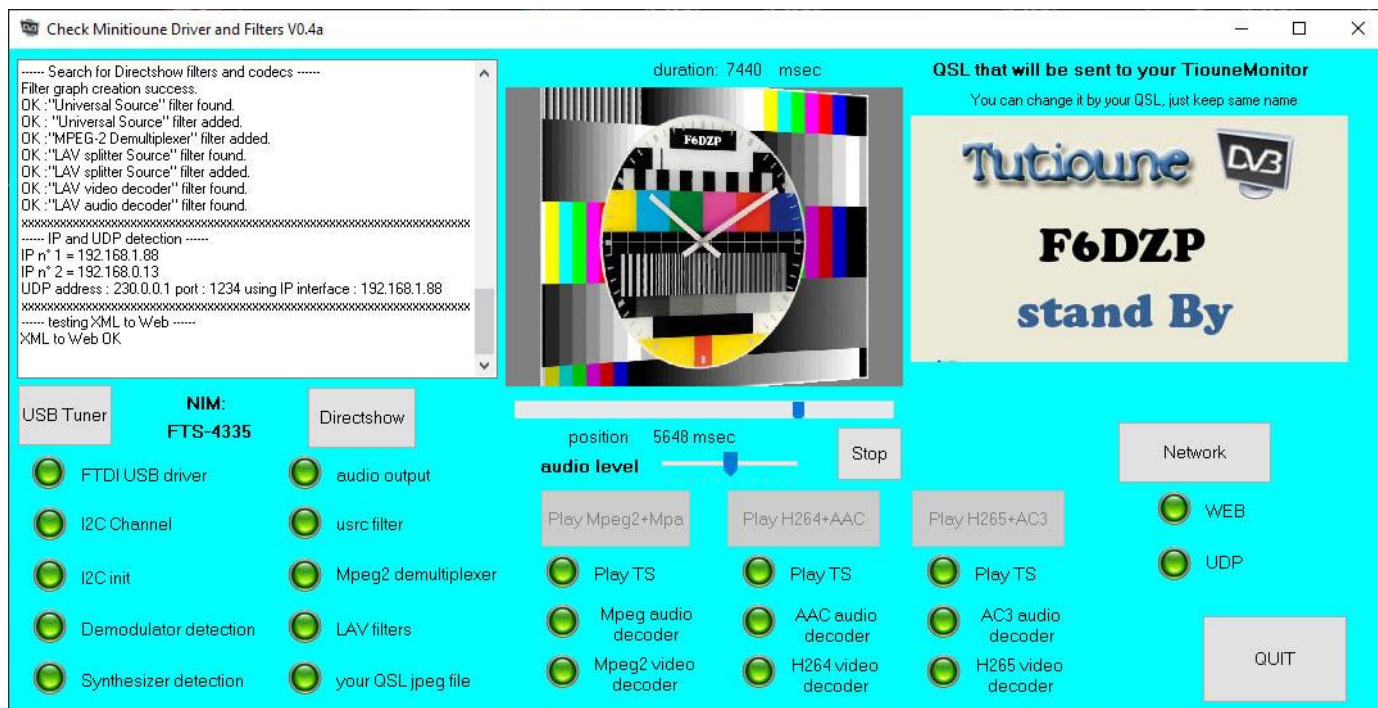 Check Minitioune Driver and Filters V0.4a
------ Search for Directshow filters and codecs ------
Filter graph creation success.
OK :"Universal Source" filter found.
OK : "Universal Source" filter added.
OK :"MPEG-2 Demultiplexer" filter added.
OK :"LAV splitter Source" filter found.
OK :"LAV splitter Source" filter added.
OK :"LAV video decoder" filter found.
OK :"LAV audio decoder" filter found.
xxxxxxxxxxxxxxxxxxxxxxxxxxxxxxxxxxxxxxxxxxxxxxxxxxxxxxxxxxxxxxxx
------ IP and UDP detection ------
IP n° 1 = 192.168.1.88
IP n° 2 = 192.168.0.13
UDP address : 230.0.0.1 port : 1234 using IP interface : 192.168.1.88
xxxxxxxxxxxxxxxxxxxxxxxxxxxxxxxxxxxxxxxxxxxxxxxxxxxxxxxxxxxxxxxx
------ testing XML to Web ------
XML to Web OK
duration: 7440 msec
F6DZP
QSL that will be sent to your TiouneMonitor
You can change it by your QSL, just keep same name
Tutioune DVB
F6DZP
stand By
USB Tuner
NIM:
FTS-4335
Directshow
FTDI USB driver
I2C Channel
I2C init
Demodulator detection
Synthesizer detection
audio output
usrc filter
Mpeg2 demultiplexer
LAV filters
your QSL jpeg file
position 5648 msec
audio level
Stop
Play Mpeg2+Mpa
Play TS
Mpeg audio
decoder
Mpeg2 video
decoder
Play H264+AAC
Play TS
AAC audio
decoder
H264 video
decoder
Play H265+AC3
Play TS
AC3 audio
decoder
H265 video
decoder
Network
WEB
UDP
QUIT